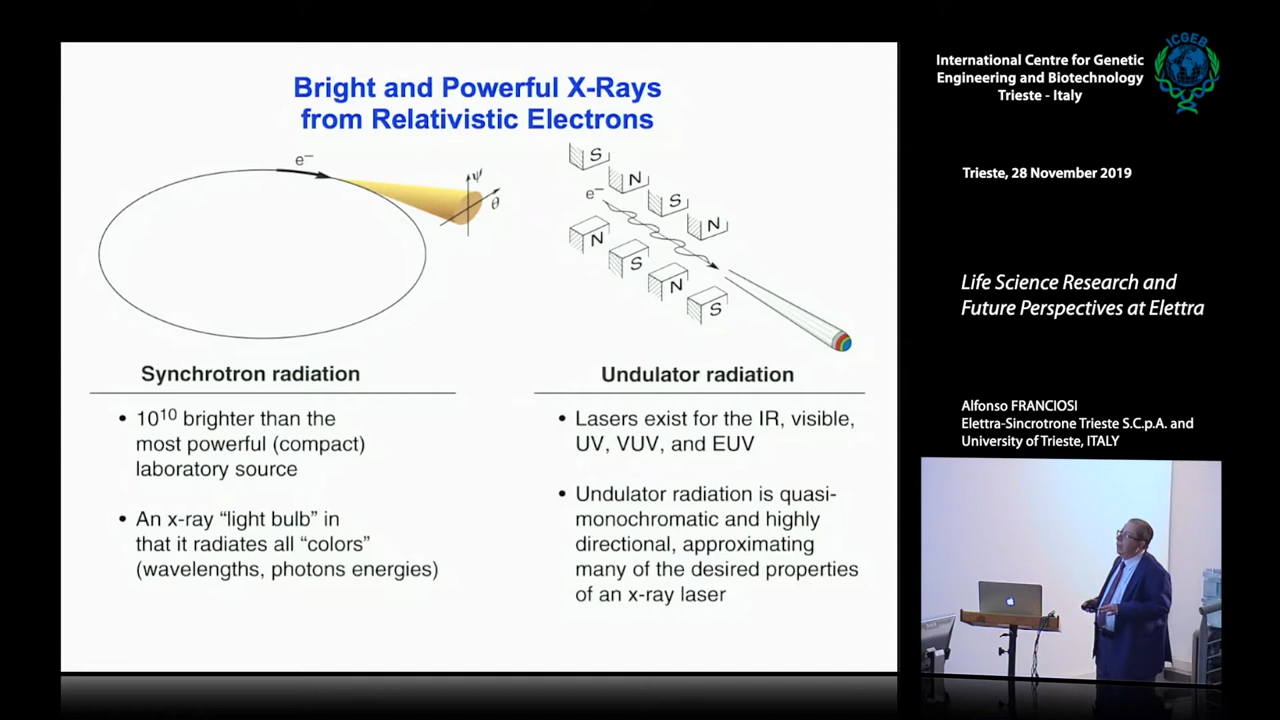 Bright and Powerful X-Rays
from Relativistic Electrons
e–
ψ
θ
S
N
S
N
e–
N
S
N
S
Synchrotron radiation
• 10¹⁰ brighter than the
most powerful (compact)
laboratory source
• An x-ray “light bulb” in
that it radiates all “colors”
(wavelengths, photons energies)
Undulator radiation
• Lasers exist for the IR, visible,
UV, VUV, and EUV
• Undulator radiation is quasi-
monochromatic and highly
directional, approximating
many of the desired properties
of an x-ray laser
International Centre for Genetic
Engineering and Biotechnology
Trieste - Italy
ICGEB
Trieste, 28 November 2019
Life Science Research and
Future Perspectives at Elettra
Alfonso FRANCIOSI
Elettra-Sincrotrone Trieste S.C.p.A. and
University of Trieste, ITALY